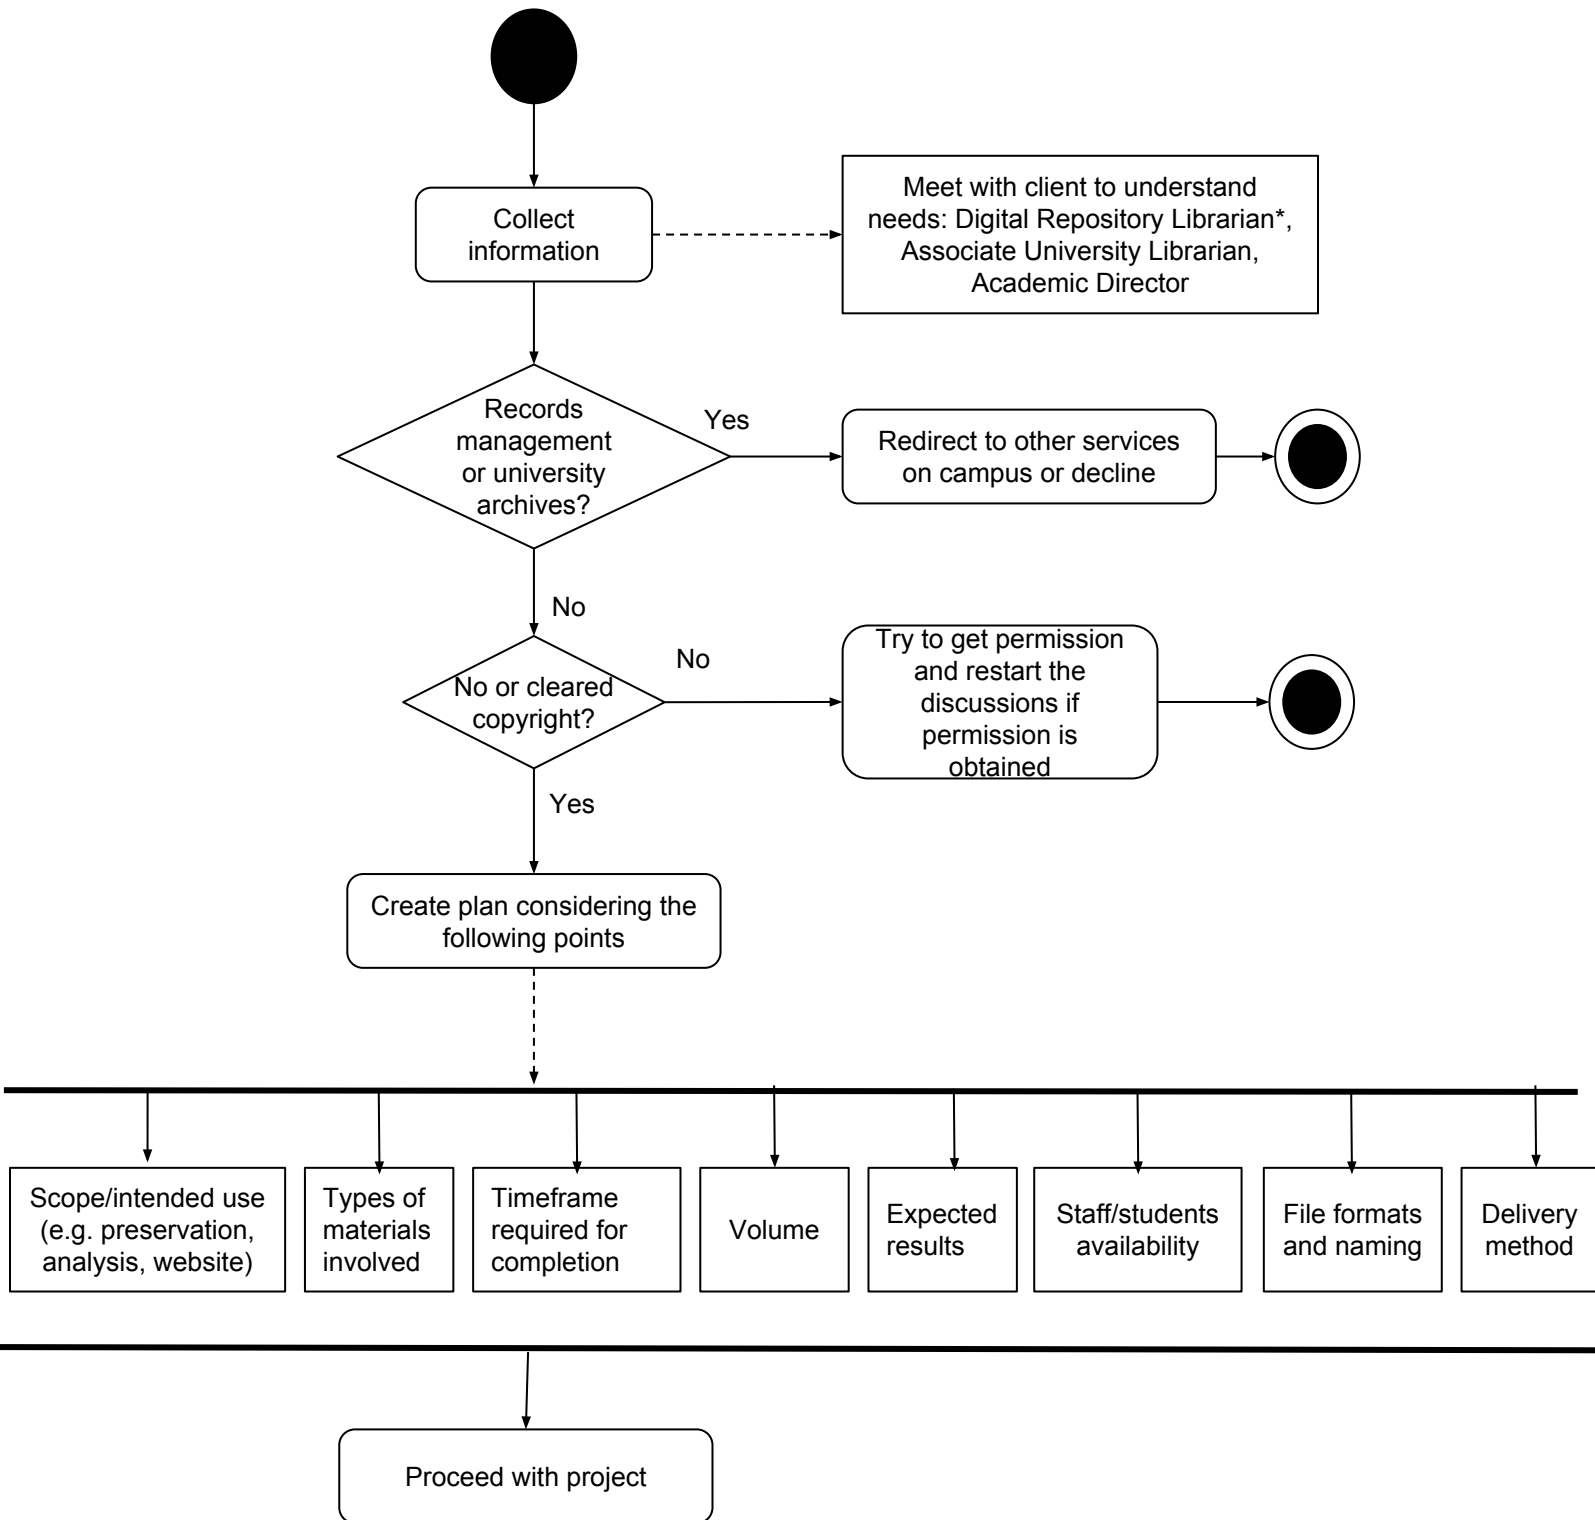 Collect
information
Meet with client to understand
needs: Digital Repository Librarian*,
Associate University Librarian,
Academic Director
Records
management
or university
archives?
Yes
Redirect to other services
on campus or decline
No
No or cleared
copyright?
No
Try to get permission
and restart the
discussions if
permission is
obtained
Yes
Create plan considering the
following points
Scope/intended use
(e.g. preservation,
analysis, website)
Types of
materials
involved
Timeframe
required for
completion
Volume
Expected
results
Staff/students
availability
File formats
and naming
Delivery
method
Proceed with project